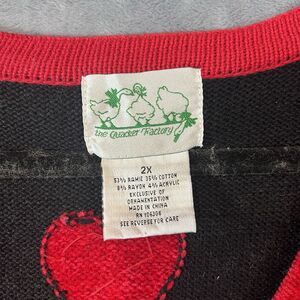 The Quacker Factory
2X
53% RAMIE 35% COTTON
8% RAYON 4% ACRYLIC
EXCLUSIVE OF
ORNAMENTATION
MADE IN CHINA
RN 106308
SEE REVERSE FOR CARE